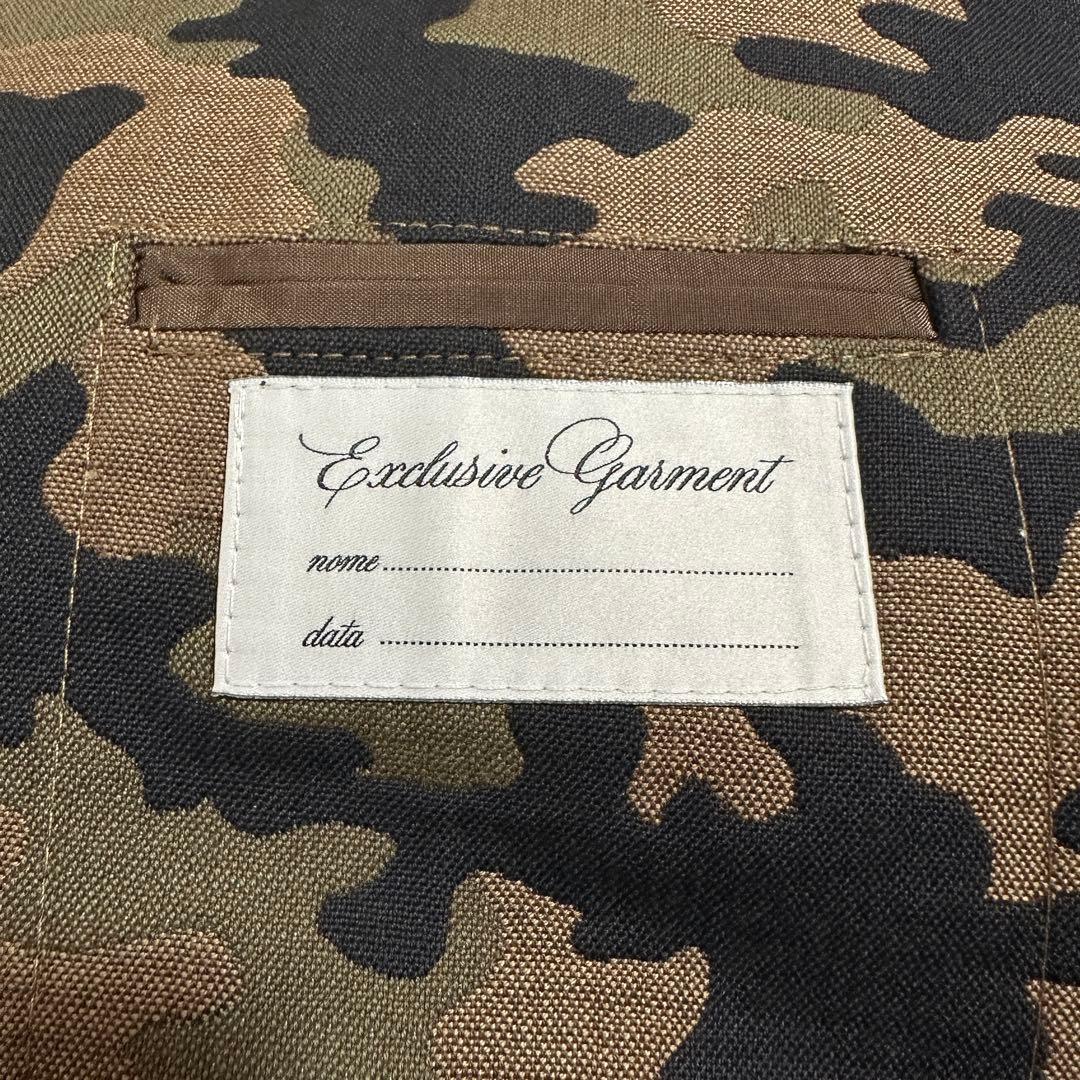 Exclusive Garment
nome......................................................
data ......................................................